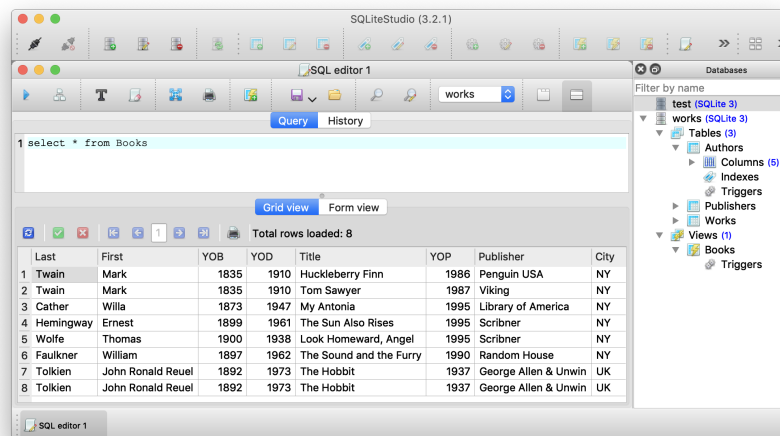 SQLiteStudio (3.2.1)
SQL editor 1
Databases
works
Filter by name
Query History
1 select * from Books
Grid view Form view
1 Total rows loaded: 8
Last First YOB YOD Title YOP Publisher City
1 Twain Mark 1835 1910 Huckleberry Finn 1986 Penguin USA NY
2 Twain Mark 1835 1910 Tom Sawyer 1987 Viking NY
3 Cather Willa 1873 1947 My Antonia 1995 Library of America NY
4 Hemingway Ernest 1899 1961 The Sun Also Rises 1995 Scribner NY
5 Wolfe Thomas 1900 1938 Look Homeward, Angel 1995 Scribner NY
6 Faulkner William 1897 1962 The Sound and the Furry 1990 Random House NY
7 Tolkien John Ronald Reuel 1892 1973 The Hobbit 1937 George Allen & Unwin UK
8 Tolkien John Ronald Reuel 1892 1973 The Hobbit 1937 George Allen & Unwin UK
test (SQLite 3)
works (SQLite 3)
Tables (3)
Authors
Columns (5)
Indexes
Triggers
Publishers
Works
Views (1)
Books
Triggers
SQL editor 1